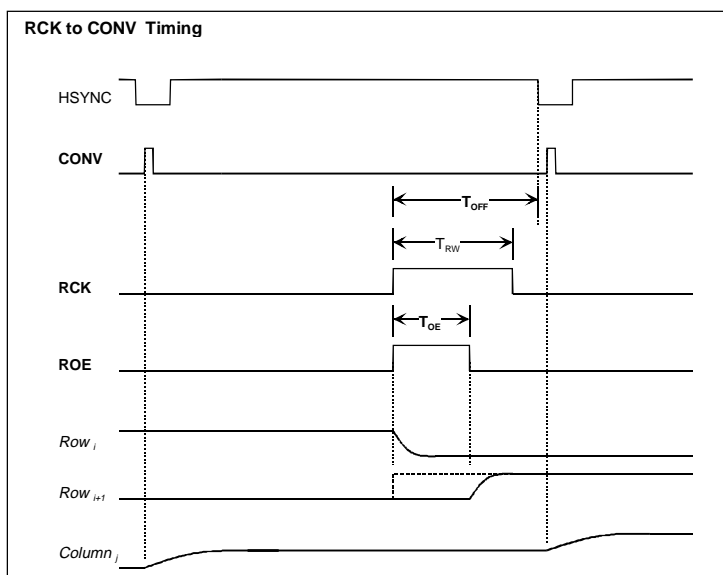 RCK to CONV Timing
HSYNC
CONV
TOFF
TRW
RCK
TOE
ROE
Row i
Row i+1
Column j